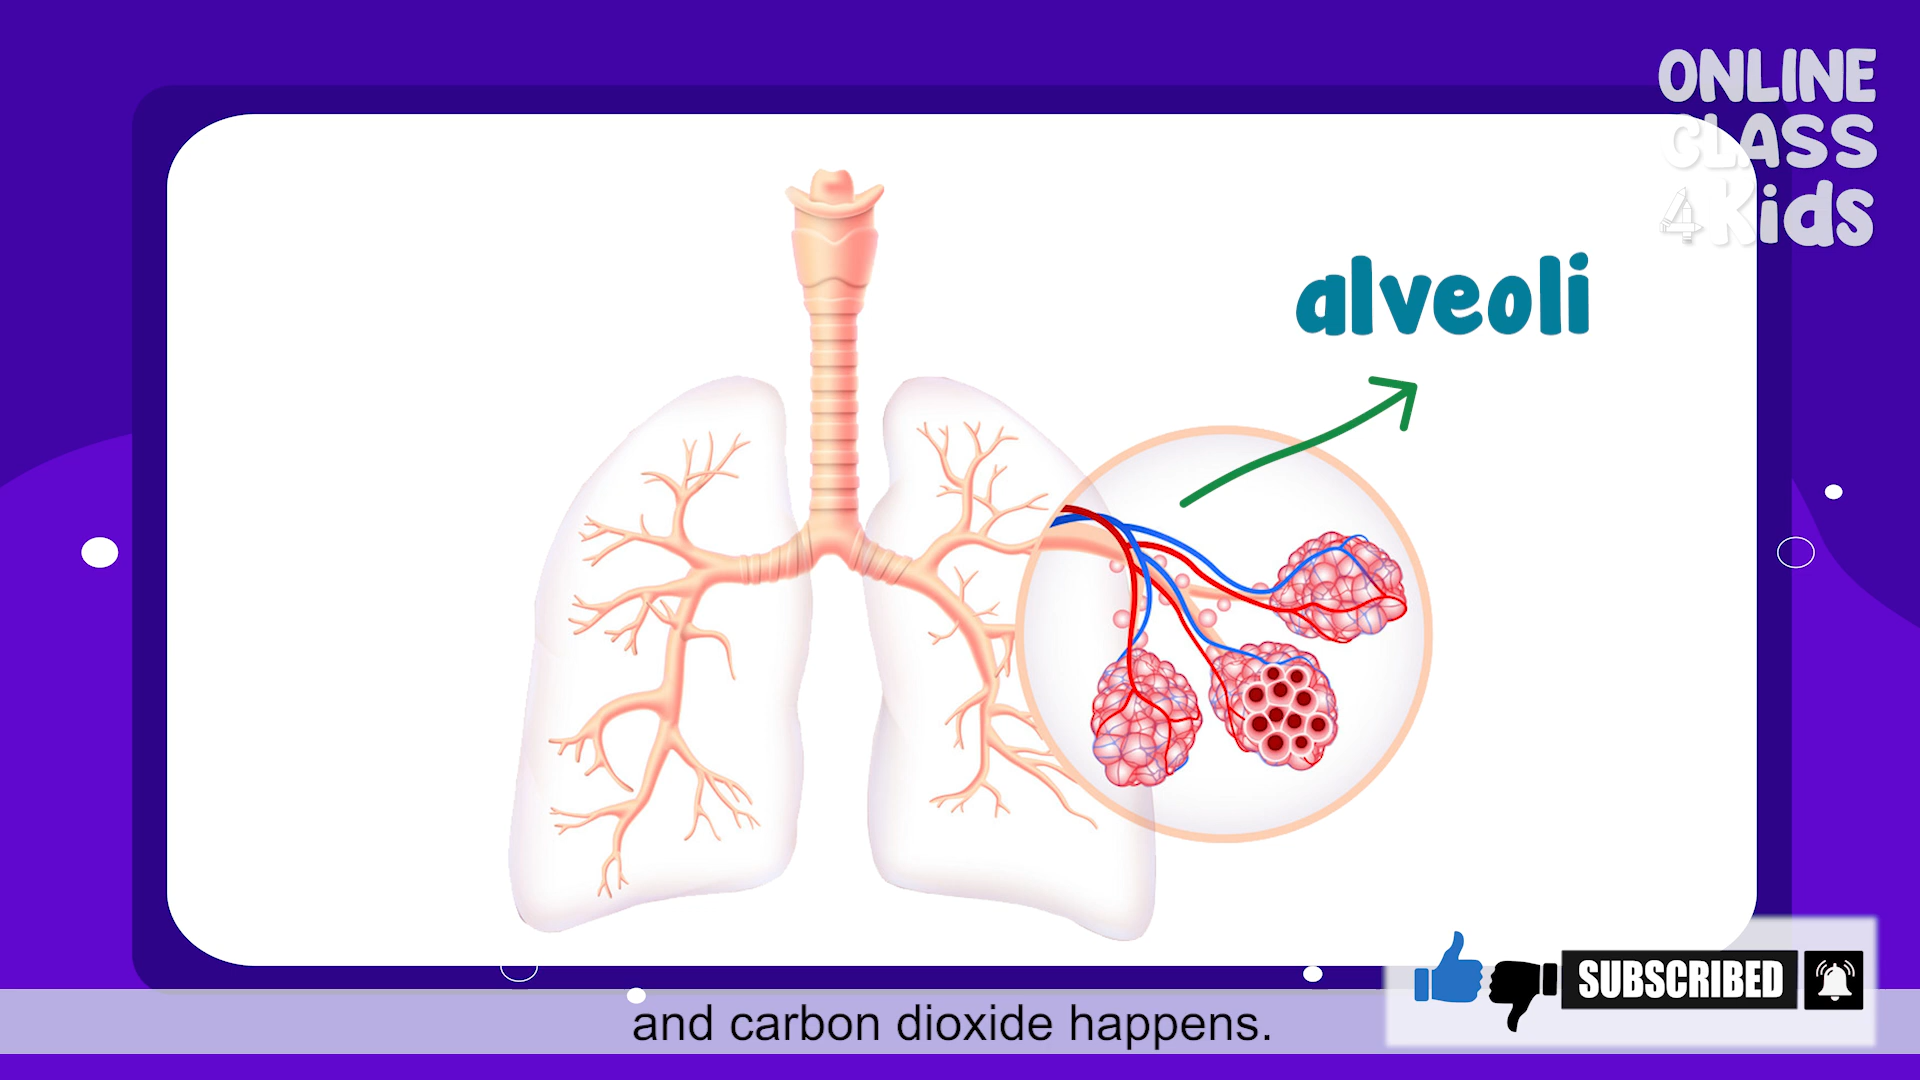 ONLINE
CLASS
4Kids
alveoli
SUBSCRIBED
and carbon dioxide happens.